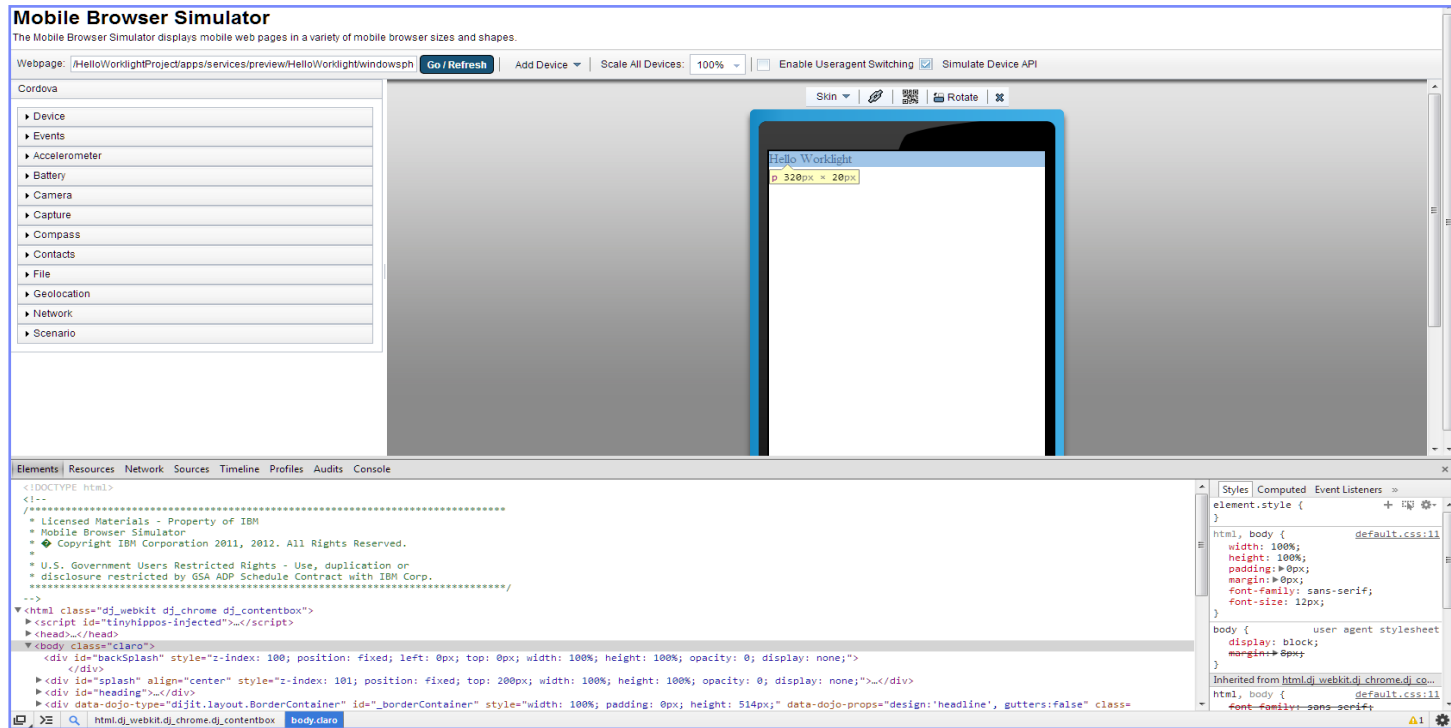 Mobile Browser Simulator
The Mobile Browser Simulator displays mobile web pages in a variety of mobile browser sizes and shapes.
Webpage: /HelloWorklightProject/apps/services/preview/HelloWorklight/windowsph Go / Refresh Add Device Scale All Devices: 100% Enable Useragent Switching Simulate Device API
Cordova
Device
Events
Accelerometer
Battery
Camera
Capture
Compass
Contacts
File
Geolocation
Network
Scenario
Skin Rotate
Hello Worklight
p 320px × 20px
Elements Resources Network Sources Timeline Profiles Audits Console
<!DOCTYPE html>
<!--
/******************************************************************************
* Licensed Materials - Property of IBM
* Mobile Browser Simulator
* � Copyright IBM Corporation 2011, 2012. All Rights Reserved.
*
* U.S. Government Users Restricted Rights - Use, duplication or
* disclosure restricted by GSA ADP Schedule Contract with IBM Corp.
******************************************************************************/
-->
▼<html class="dj_webkit dj_chrome dj_contentbox">
▶<script id="tinyhippos-injected">…</script>
▶<head>…</head>
▼<body class="claro">
<div id="backSplash" style="z-index: 100; position: fixed; left: 0px; top: 0px; width: 100%; height: 100%; opacity: 0; display: none;">
</div>
▶<div id="splash" align="center" style="z-index: 101; position: fixed; top: 200px; width: 100%; height: 100%; opacity: 0; display: none;">…</div>
▶<div id="heading">…</div>
▶<div data-dojo-type="dijit.layout.BorderContainer" id="_borderContainer" style="width: 100%; padding: 0px; height: 514px;" data-dojo-props="design:'headline', gutters:false" class=
html.dj_webkit.dj_chrome.dj_contentbox body.claro
Styles Computed Event Listeners »
element.style {
}
html, body { default.css:11
width: 100%;
height: 100%;
padding:▶0px;
margin:▶0px;
font-family: sans-serif;
font-size: 12px;
}
body { user agent stylesheet
display: block;
margin:▶8px;
}
Inherited from html.dj_webkit.dj_chrome.dj_co...
html, body { default.css:11
font-family: sans-serif;
1